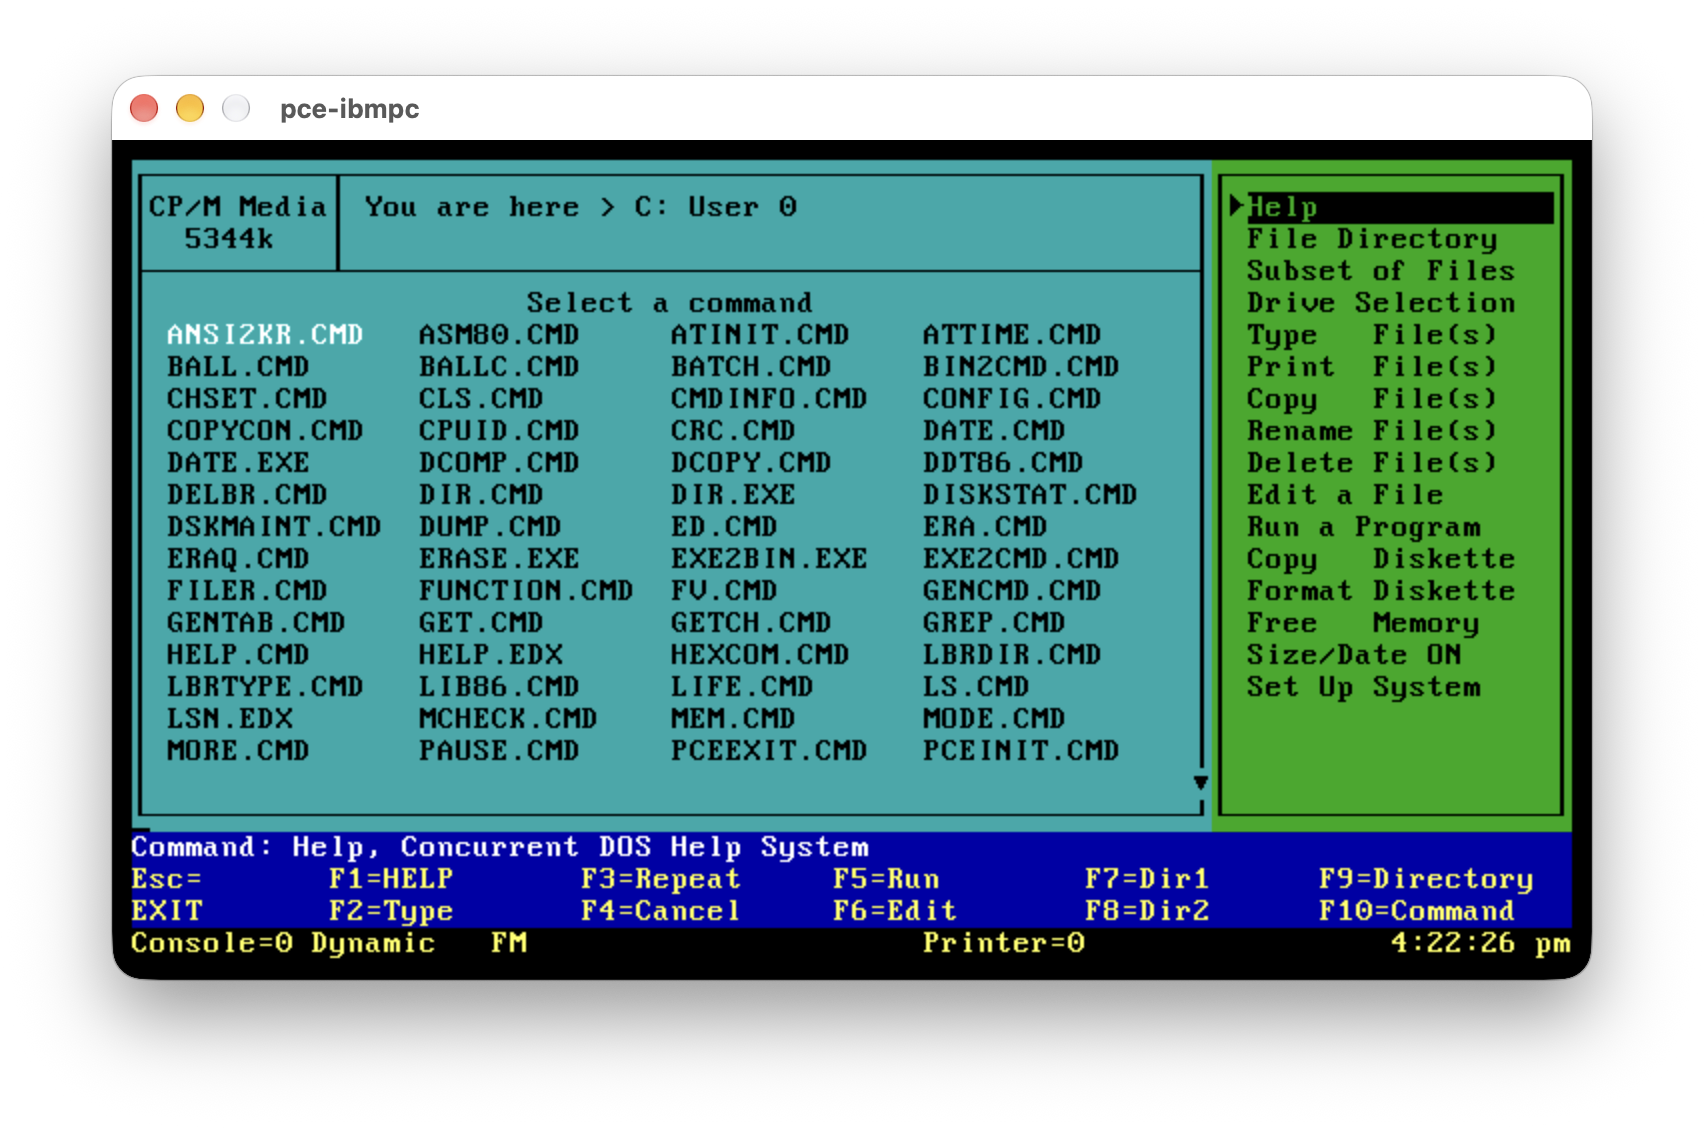 pce-ibmpc
CP/M Media
5344k
You are here > C: User 0
Select a command
ANSI2KR.CMD ASM80.CMD ATINIT.CMD ATTIME.CMD
BALL.CMD BALLC.CMD BATCH.CMD BIN2CMD.CMD
CHSET.CMD CLS.CMD CMDINFO.CMD CONFIG.CMD
COPYCON.CMD CPUID.CMD CRC.CMD DATE.CMD
DATE.EXE DCOMP.CMD DCOPY.CMD DDT86.CMD
DELBR.CMD DIR.CMD DIR.EXE DISKSTAT.CMD
DSKMAINT.CMD DUMP.CMD ED.CMD ERA.CMD
ERAQ.CMD ERASE.EXE EXE2BIN.EXE EXE2CMD.CMD
FILER.CMD FUNCTION.CMD FV.CMD GENCMD.CMD
GENTAB.CMD GET.CMD GETCH.CMD GREP.CMD
HELP.CMD HELP.EDX HEXCOM.CMD LBRDIR.CMD
LBRTYPE.CMD LIB86.CMD LIFE.CMD LS.CMD
LSN.EDX MCHECK.CMD MEM.CMD MODE.CMD
MORE.CMD PAUSE.CMD PCEEXIT.CMD PCEINIT.CMD
Help
File Directory
Subset of Files
Drive Selection
Type File(s)
Print File(s)
Copy File(s)
Rename File(s)
Delete File(s)
Edit a File
Run a Program
Copy Diskette
Format Diskette
Free Memory
Size/Date ON
Set Up System
Command: Help, Concurrent DOS Help System
Esc= F1=HELP F3=Repeat F5=Run F7=Dir1 F9=Directory
EXIT F2=Type F4=Cancel F6=Edit F8=Dir2 F10=Command
Console=0 Dynamic FM Printer=0 4:22:26 pm